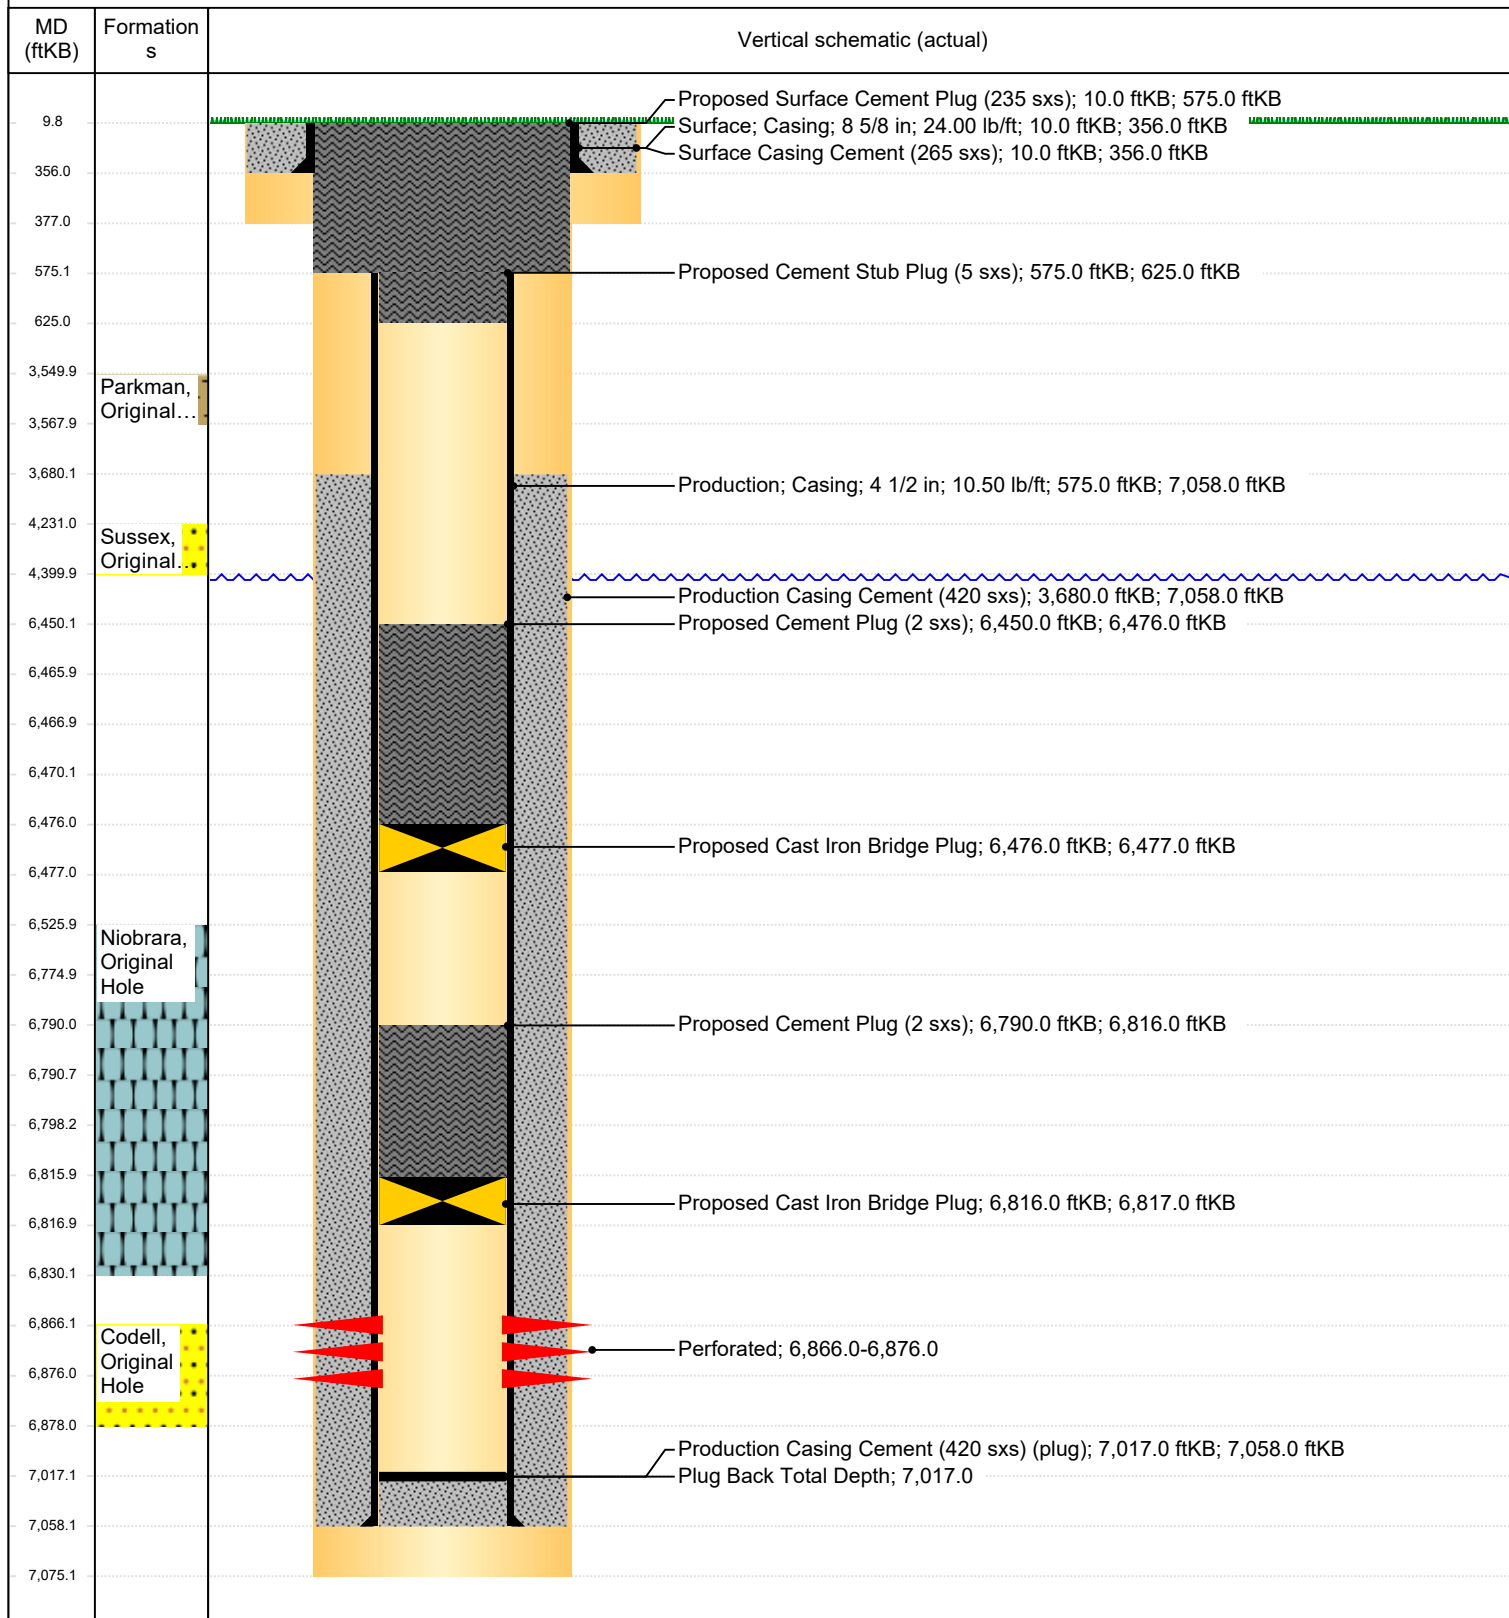 MD
(ftKB)
Formation
s
Vertical schematic (actual)
9.8
356.0
377.0
575.1
625.0
3,549.9
3,567.9
3,680.1
4,231.0
4,399.9
6,450.1
6,465.9
6,466.9
6,470.1
6,476.0
6,477.0
6,525.9
6,774.9
6,790.0
6,790.7
6,798.2
6,815.9
6,816.9
6,830.1
6,866.1
6,876.0
6,878.0
7,017.1
7,058.1
7,075.1
Parkman,
Original…
Sussex,
Original…
Niobrara,
Original
Hole
Codell,
Original
Hole
Proposed Surface Cement Plug (235 sxs); 10.0 ftKB; 575.0 ftKB
Surface; Casing; 8 5/8 in; 24.00 lb/ft; 10.0 ftKB; 356.0 ftKB
Surface Casing Cement (265 sxs); 10.0 ftKB; 356.0 ftKB
Proposed Cement Stub Plug (5 sxs); 575.0 ftKB; 625.0 ftKB
Production; Casing; 4 1/2 in; 10.50 lb/ft; 575.0 ftKB; 7,058.0 ftKB
Production Casing Cement (420 sxs); 3,680.0 ftKB; 7,058.0 ftKB
Proposed Cement Plug (2 sxs); 6,450.0 ftKB; 6,476.0 ftKB
Proposed Cast Iron Bridge Plug; 6,476.0 ftKB; 6,477.0 ftKB
Proposed Cement Plug (2 sxs); 6,790.0 ftKB; 6,816.0 ftKB
Proposed Cast Iron Bridge Plug; 6,816.0 ftKB; 6,817.0 ftKB
Perforated; 6,866.0-6,876.0
Production Casing Cement (420 sxs) (plug); 7,017.0 ftKB; 7,058.0 ftKB
Plug Back Total Depth; 7,017.0